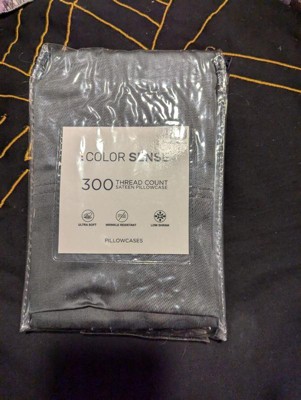 COLOR SENSE
300 THREAD COUNT
SATEEN PILLOWCASE
ULTRA SOFT
WRINKLE RESISTANT
LOW SHRINK
PILLOWCASES